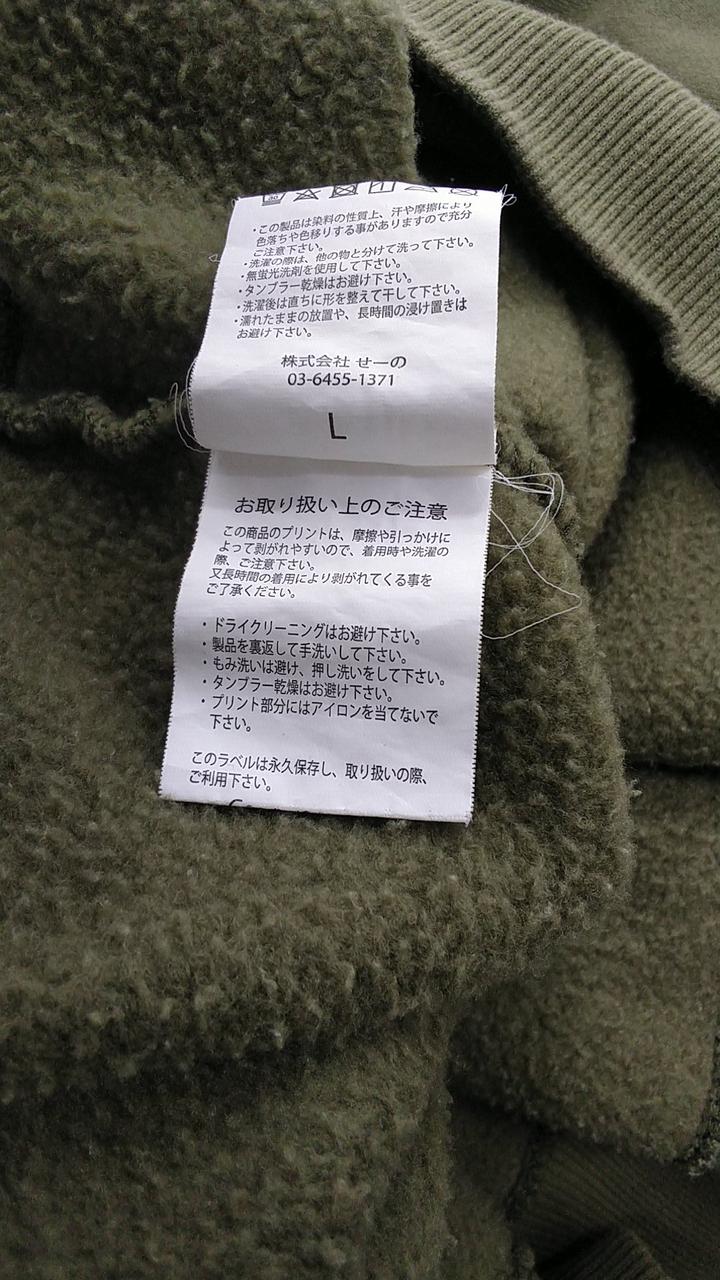 ・この製品は染料の性質上、汗や摩擦により
色落ちや色移りする事がありますので充分
ご注意下さい。
・洗濯の際は、他の物と分けて洗って下さい。
・無蛍光洗剤を使用して下さい。
・タンブラー乾燥はお避け下さい。
・洗濯後は直ちに形を整えて干して下さい。
・濡れたままの放置や、長時間の浸け置きは
お避け下さい。
株式会社 せーの
03-6455-1371
L
お取り扱い上のご注意
この商品のプリントは、摩擦や引っかけに
よって剥がれやすいので、着用時や洗濯の
際、ご注意下さい。
又長時間の着用により剥がれてくる事を
ご了承ください。
・ドライクリーニングはお避け下さい。
・製品を裏返して手洗いして下さい。
・もみ洗いは避け、押し洗いをして下さい。
・タンブラー乾燥はお避け下さい。
・プリント部分にはアイロンを当てないで
下さい。
このラベルは永久保存し、取り扱いの際、
ご利用下さい。